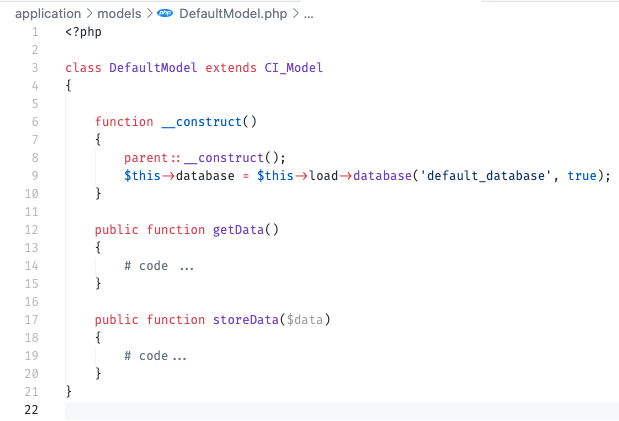 application > models > php DefaultModel.php > ...
1 <?php
2
3 class DefaultModel extends CI_Model
4 {
5
6     function __construct()
7     {
8         parent::__construct();
9         $this->database = $this->load->database('default_database', true);
10     }
11
12     public function getData()
13     {
14         # code ...
15     }
16
17     public function storeData($data)
18     {
19         # code...
20     }
21 }
22